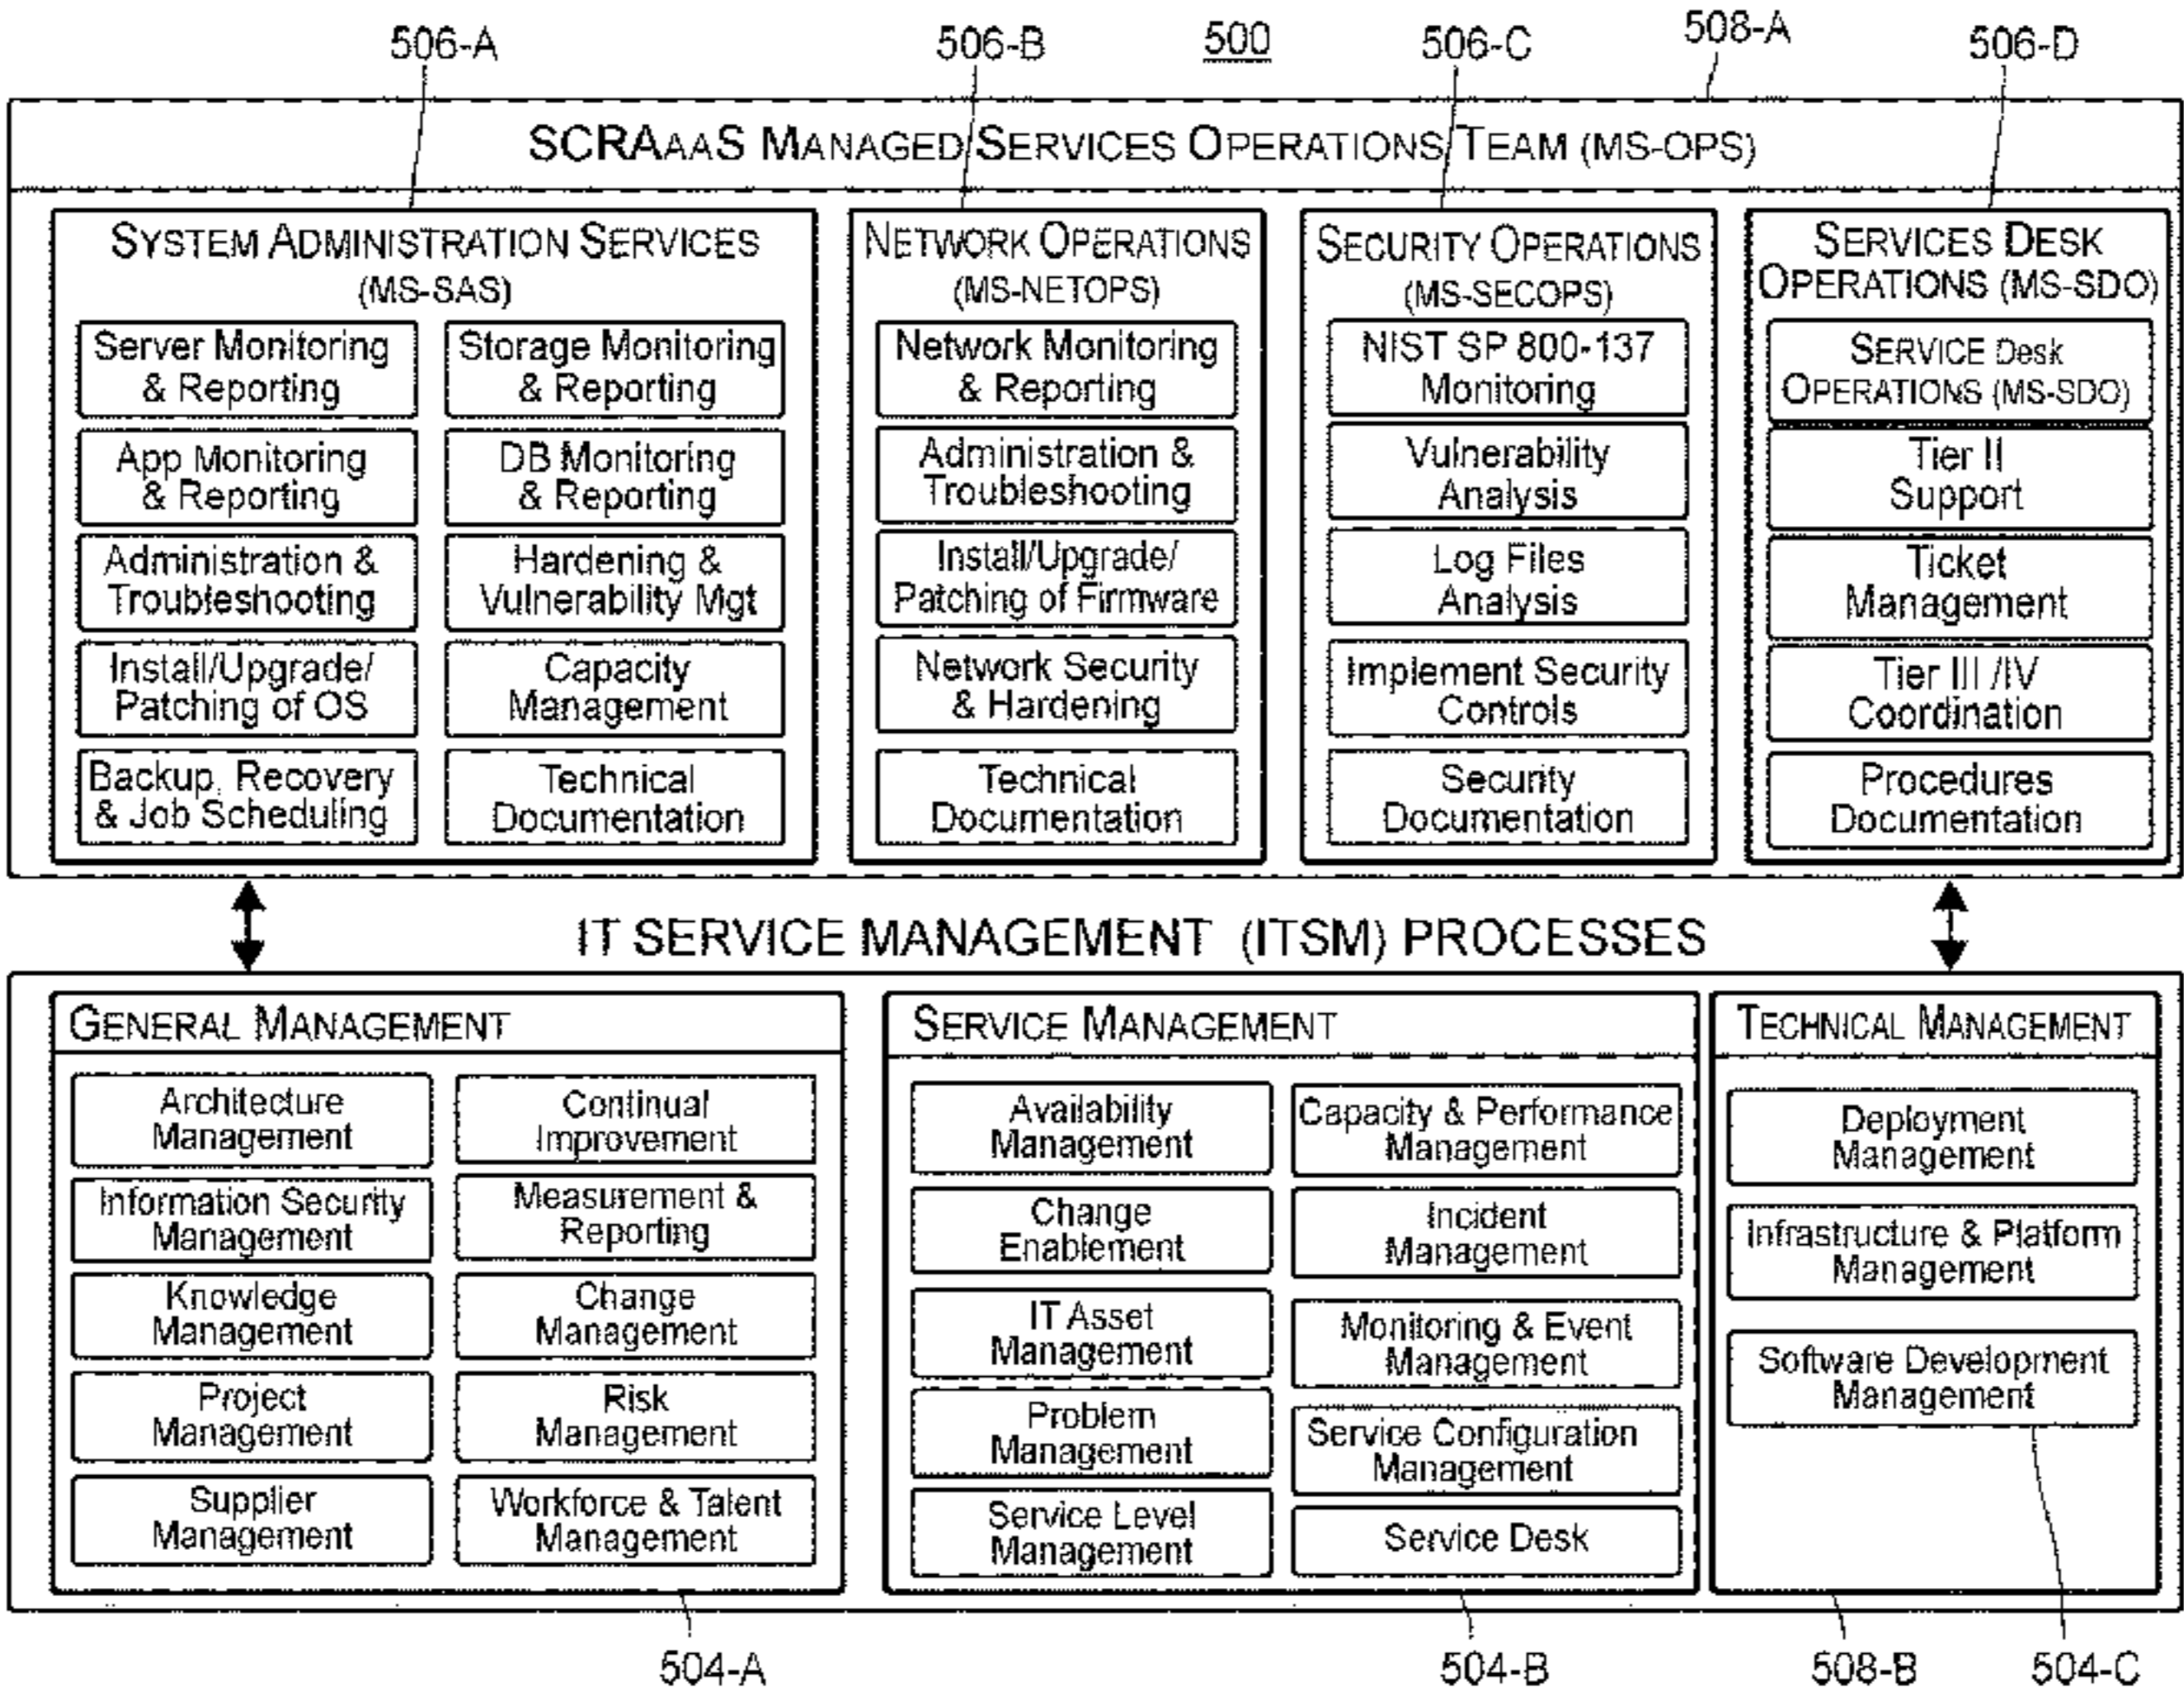 506-A
506-B
500
506-C
508-A
506-D
SCRAAAS MANAGED SERVICES OPERATIONS TEAM (MS-OPS)
SYSTEM ADMINISTRATION SERVICES
(MS-SAS)
Server Monitoring
& Reporting
Storage Monitoring
& Reporting
App Monitoring
& Reporting
DB Monitoring
& Reporting
Administration &
Troubleshooting
Hardening &
Vulnerability Mgt
Install/Upgrade/
Patching of OS
Capacity
Management
Backup, Recovery
& Job Scheduling
Technical
Documentation
NETWORK OPERATIONS
(MS-NETOPS)
Network Monitoring
& Reporting
Administration &
Troubleshooting
Install/Upgrade/
Patching of Firmware
Network Security
& Hardening
Technical
Documentation
SECURITY OPERATIONS
(MS-SECOPS)
NIST SP 800-137
Monitoring
Vulnerability
Analysis
Log Files
Analysis
Implement Security
Controls
Security
Documentation
SERVICES DESK
OPERATIONS (MS-SDO)
SERVICE Desk
OPERATIONS (MS-SDO)
Tier II
Support
Ticket
Management
Tier III /IV
Coordination
Procedures
Documentation
IT SERVICE MANAGEMENT (ITSM) PROCESSES
GENERAL MANAGEMENT
Architecture
Management
Continual
Improvement
Information Security
Management
Measurement &
Reporting
Knowledge
Management
Change
Management
Project
Management
Risk
Management
Supplier
Management
Workforce & Talent
Management
SERVICE MANAGEMENT
Availability
Management
Capacity & Performance
Management
Change
Enablement
Incident
Management
IT Asset
Management
Monitoring & Event
Management
Problem
Management
Service Configuration
Management
Service Level
Management
Service Desk
TECHNICAL MANAGEMENT
Deployment
Management
Infrastructure & Platform
Management
Software Development
Management
504-A
504-B
508-B
504-C